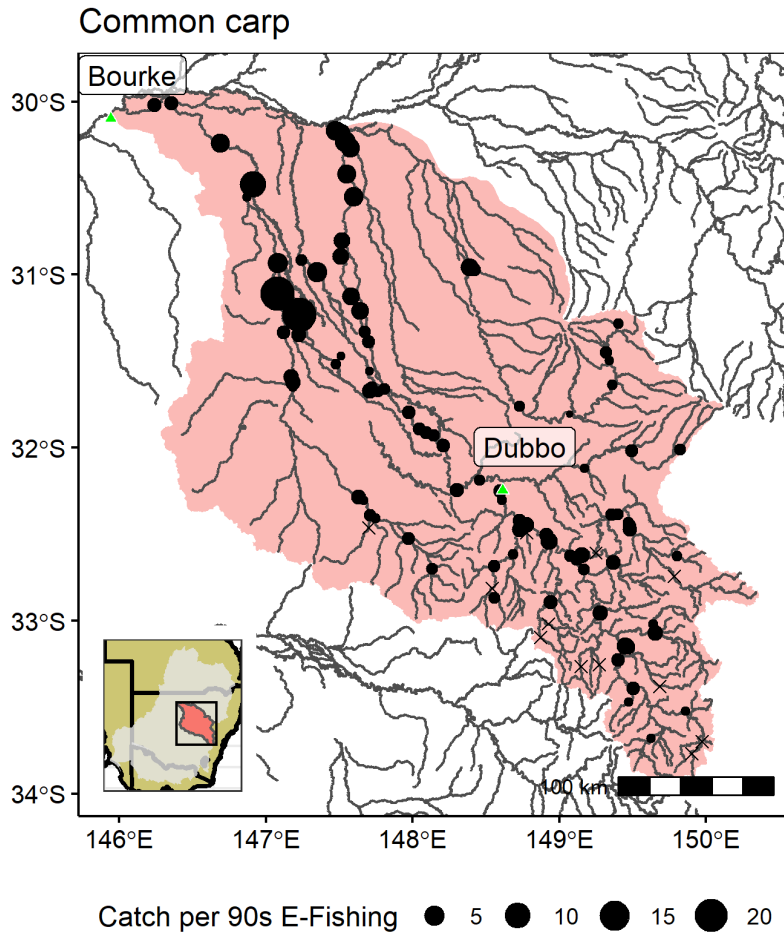 Common carp
Bourke
30°S
31°S
32°S
Dubbo
33°S
34°S
100 km
146°E 147°E 148°E 149°E 150°E
Catch per 90s E-Fishing 5 10 15 20